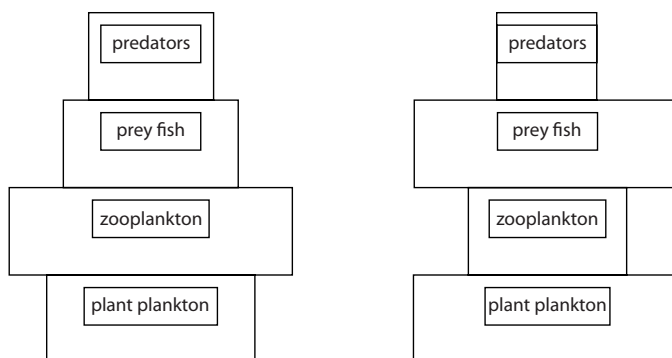 predators
prey fish
zooplankton
plant plankton
predators
prey fish
zooplankton
plant plankton